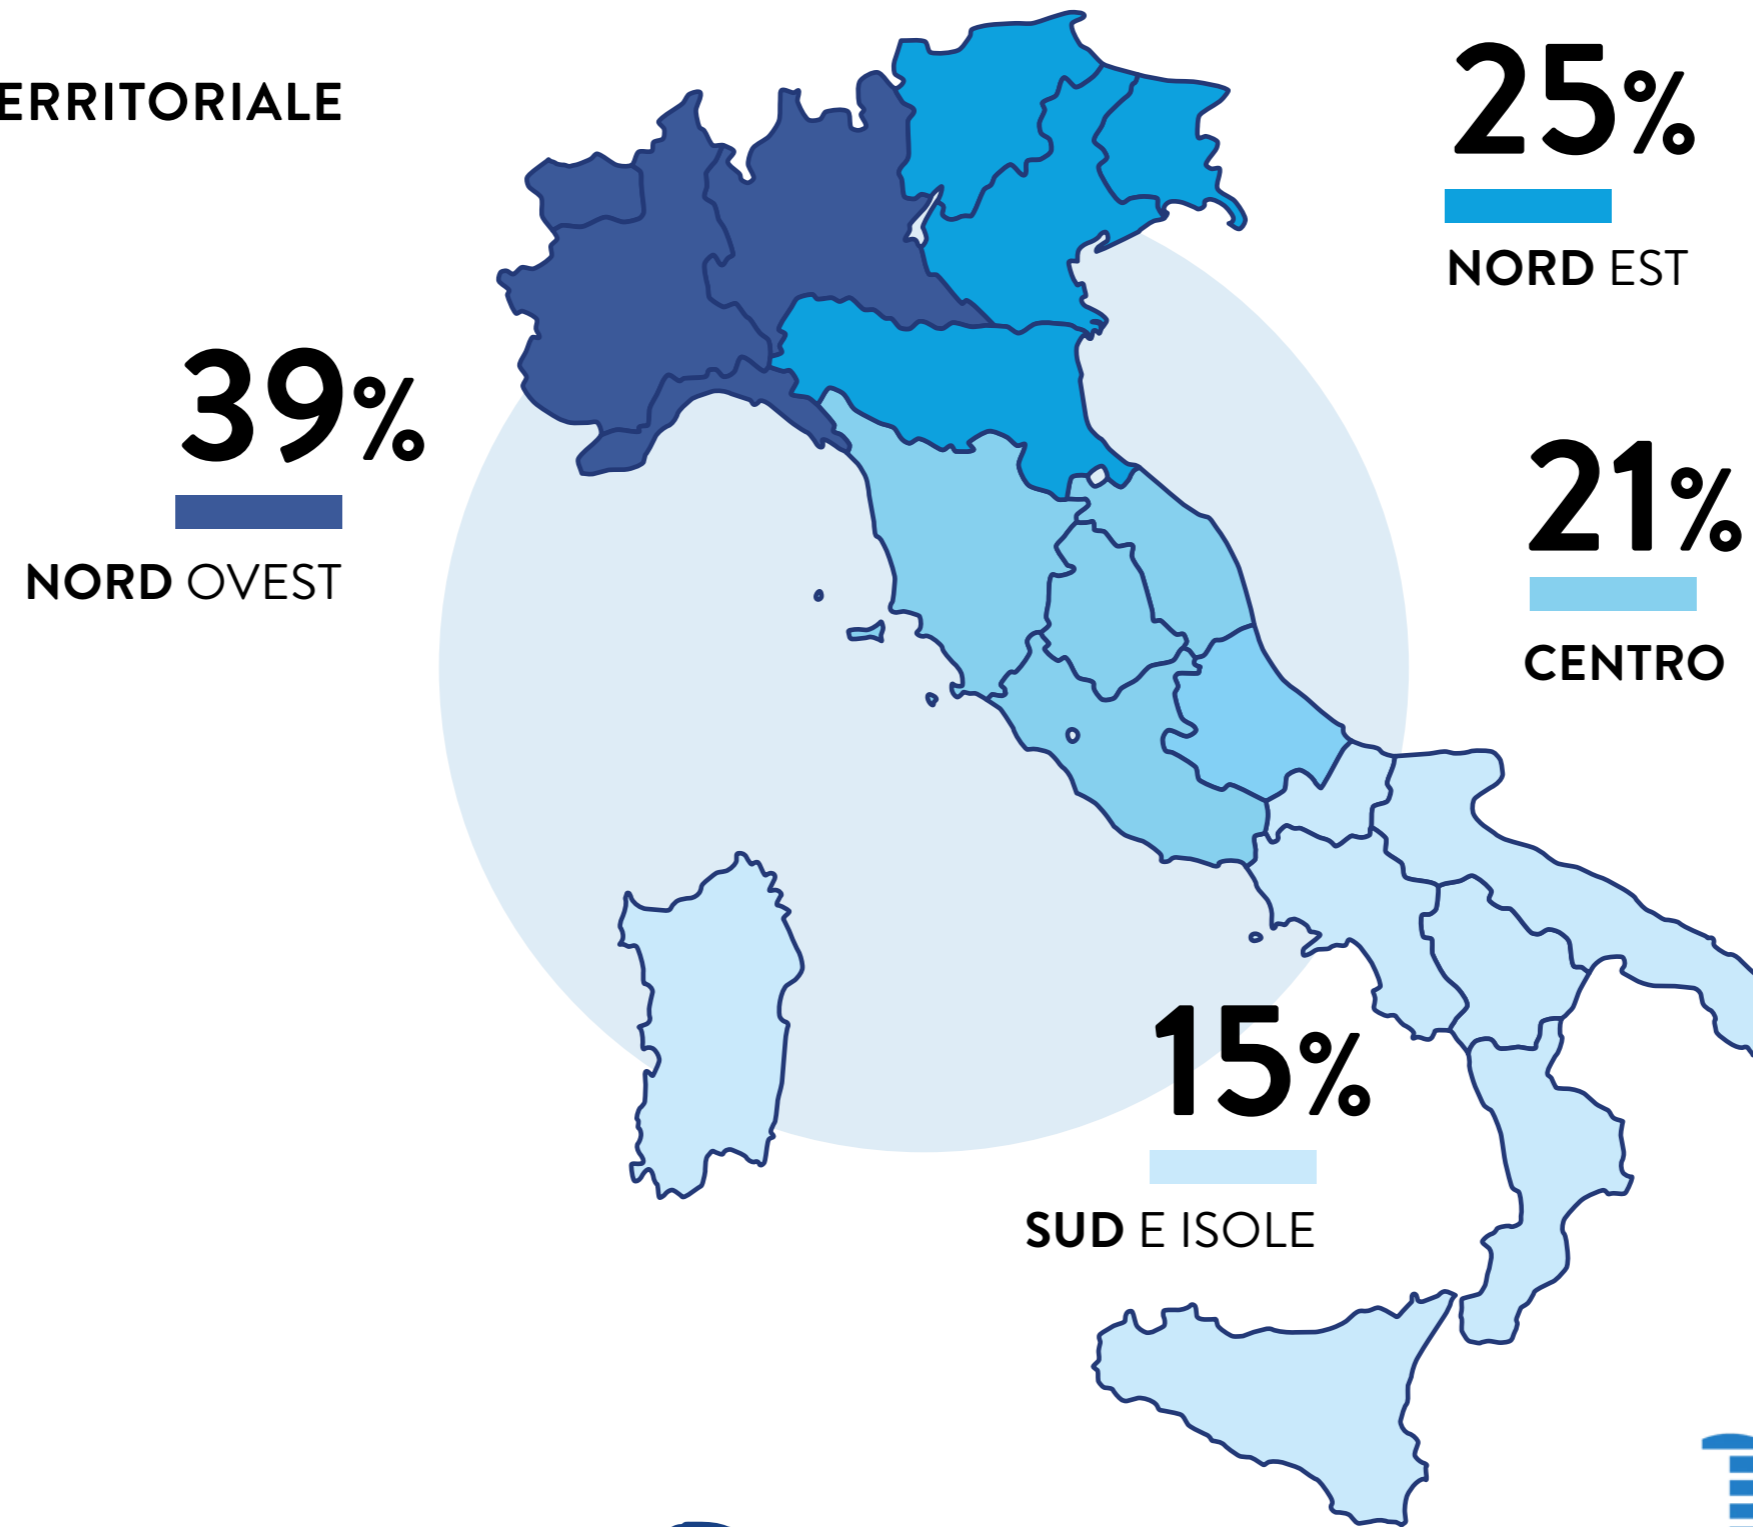 ERRITORIALE
25%
NORD EST
39%
NORD OVEST
21%
CENTRO
15%
SUD E ISOLE